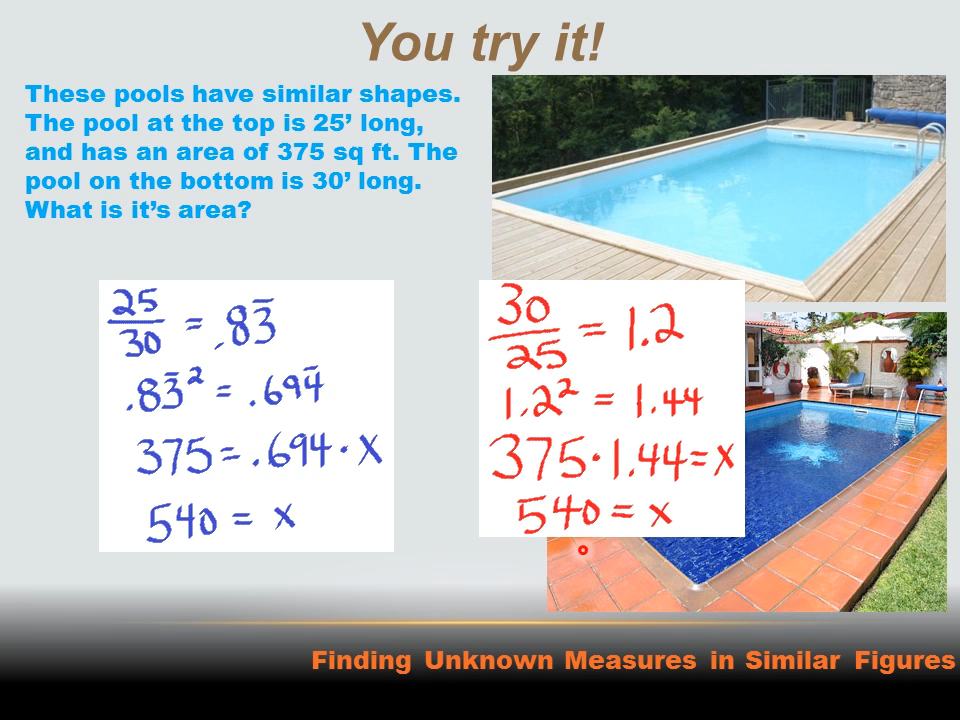 You try it!
These pools have similar shapes.
The pool at the top is 25’ long,
and has an area of 375 sq ft. The
pool on the bottom is 30’ long.
What is it’s area?
25/30 = .83̄
.83̄² = .694̄
375 = .694 · x
540 = x
30/25 = 1.2
1.2² = 1.44
375 · 1.44 = x
540 = x
Finding Unknown Measures in Similar Figures